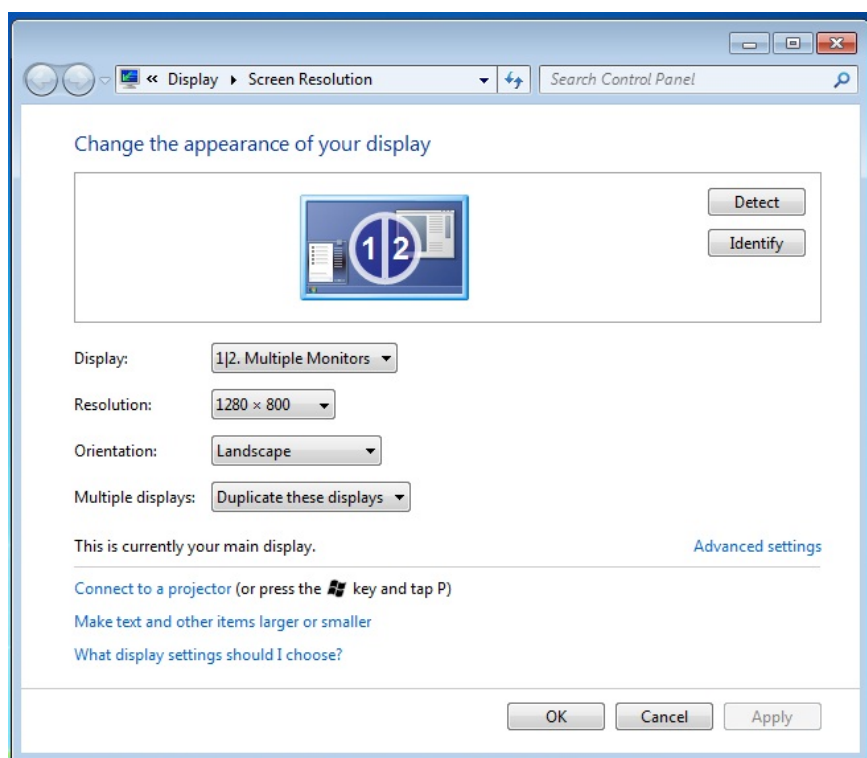 « Display ▸ Screen Resolution
Search Control Panel
Change the appearance of your display
1|2
Detect
Identify
Display: 1|2. Multiple Monitors
Resolution: 1280 × 800
Orientation: Landscape
Multiple displays: Duplicate these displays
This is currently your main display. Advanced settings
Connect to a projector (or press the key and tap P)
Make text and other items larger or smaller
What display settings should I choose?
OK Cancel Apply